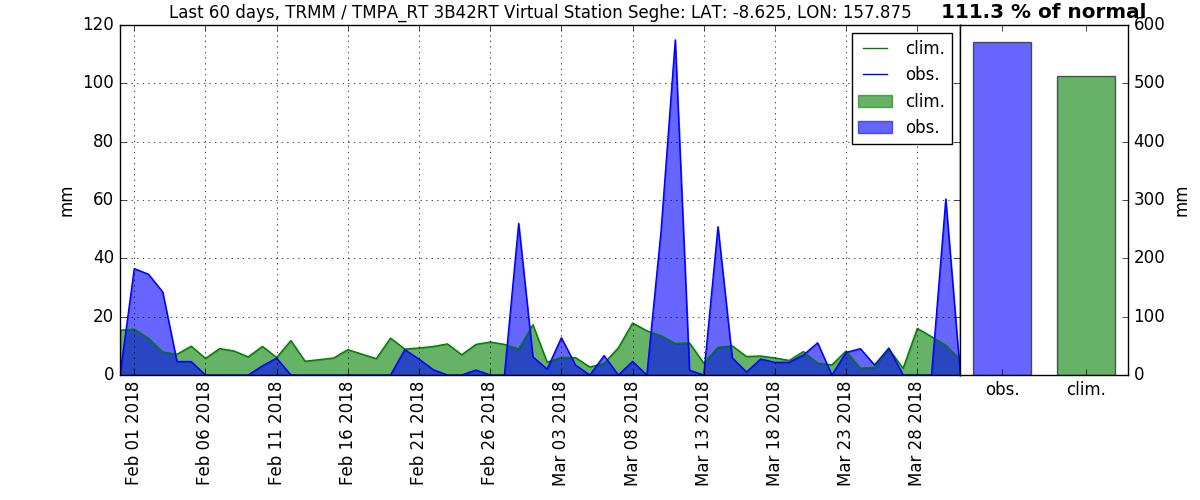 Last 60 days, TRMM / TMPA_RT 3B42RT Virtual Station Seghe: LAT: -8.625, LON: 157.875
111.3 % of normal
mm
120
100
80
60
40
20
0
clim.
obs.
clim.
obs.
600
500
400
300
200
100
0
mm
Feb 01 2018
Feb 06 2018
Feb 11 2018
Feb 16 2018
Feb 21 2018
Feb 26 2018
Mar 03 2018
Mar 08 2018
Mar 13 2018
Mar 18 2018
Mar 23 2018
Mar 28 2018
obs.
clim.